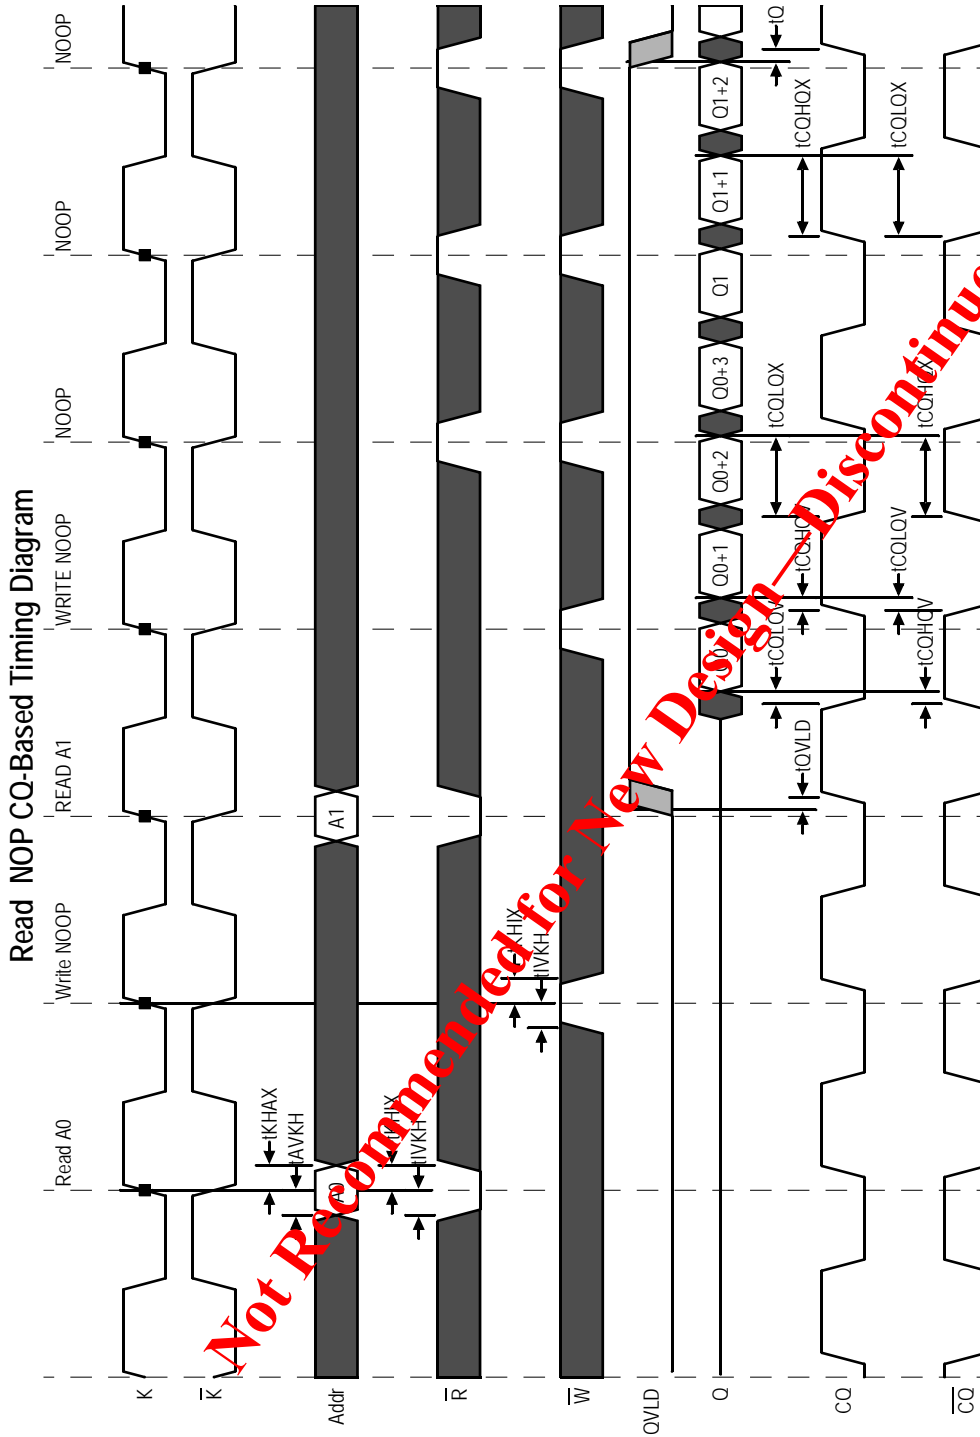 Read NOP CQ-Based Timing Diagram
Read A0
Write NOOP
READ A1
WRITE NOOP
NOOP
NOOP
NOOP
K
K
tKHAX
tAVKH
Addr
A0
A1
tKHIX
tIVKH
R
tKHIX
tIVKH
W
QVLD
Q
Q0+1
Q0+2
Q0+3
Q1
Q1+1
Q1+2
tQVLD
tCQLQV
tCQHQV
tCQLQX
tCQHQX
tQ
CQ
tCQHQV
tCQLQV
tCQHQX
tCQLQX
CQ
Not Recommended for New Design—Discontinue